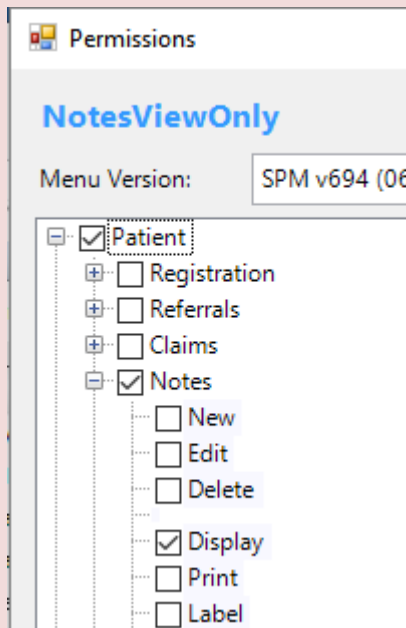 Permissions
NotesViewOnly
Menu Version: SPM v694 (06
Patient
Registration
Referrals
Claims
Notes
New
Edit
Delete
Display
Print
Label